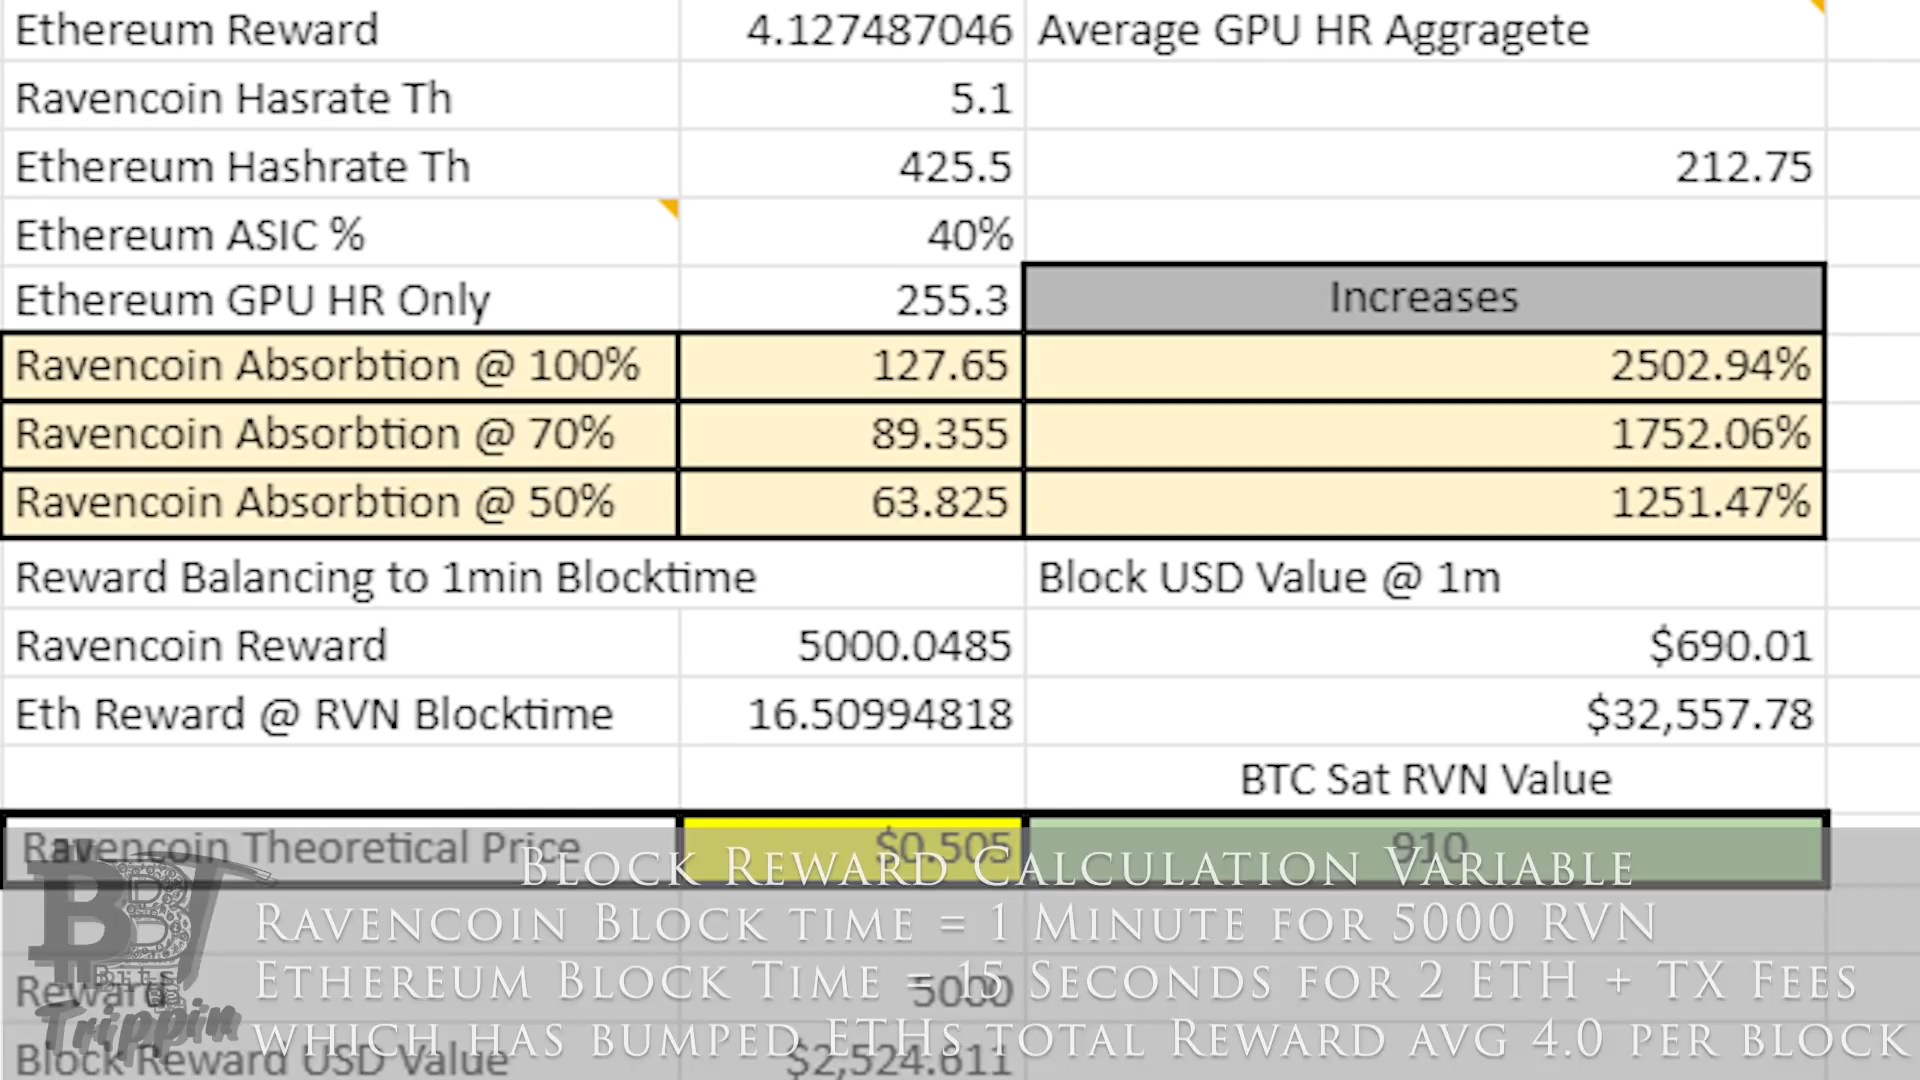 Ethereum Reward 4.127487046 Average GPU HR Aggragete
Ravencoin Hasrate Th 5.1
Ethereum Hashrate Th 425.5 212.75
Ethereum ASIC % 40%
Ethereum GPU HR Only 255.3 Increases
Ravencoin Absorbtion @ 100% 127.65 2502.94%
Ravencoin Absorbtion @ 70% 89.355 1752.06%
Ravencoin Absorbtion @ 50% 63.825 1251.47%
Reward Balancing to 1min Blocktime Block USD Value @ 1m
Ravencoin Reward 5000.0485 $690.01
Eth Reward @ RVN Blocktime 16.50994818 $32,557.78
BTC Sat RVN Value
Ravencoin Theoretical Price $0.505 910
Block Reward Calculation Variable
Ravencoin Block time = 1 Minute for 5000 RVN
Ethereum Block Time = 15 Seconds for 2 ETH + TX Fees
which has bumped ETHs total Reward avg 4.0 per block
Reward 5000
Block Reward USD Value $2,524.611
BBT
Bits
Trippin